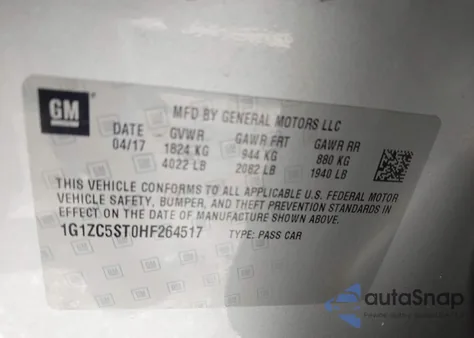 GM
MFD BY GENERAL MOTORS LLC
DATE GVWR GAWR FRT GAWR RR
04/17 1824 KG 944 KG 880 KG
4022 LB 2082 LB 1940 LB
THIS VEHICLE CONFORMS TO ALL APPLICABLE U.S. FEDERAL MOTOR
VEHICLE SAFETY, BUMPER, AND THEFT PREVENTION STANDARDS IN
EFFECT ON THE DATE OF MANUFACTURE SHOWN ABOVE.
1G1ZC5ST0HF264517 TYPE: PASS CAR
autaSnap